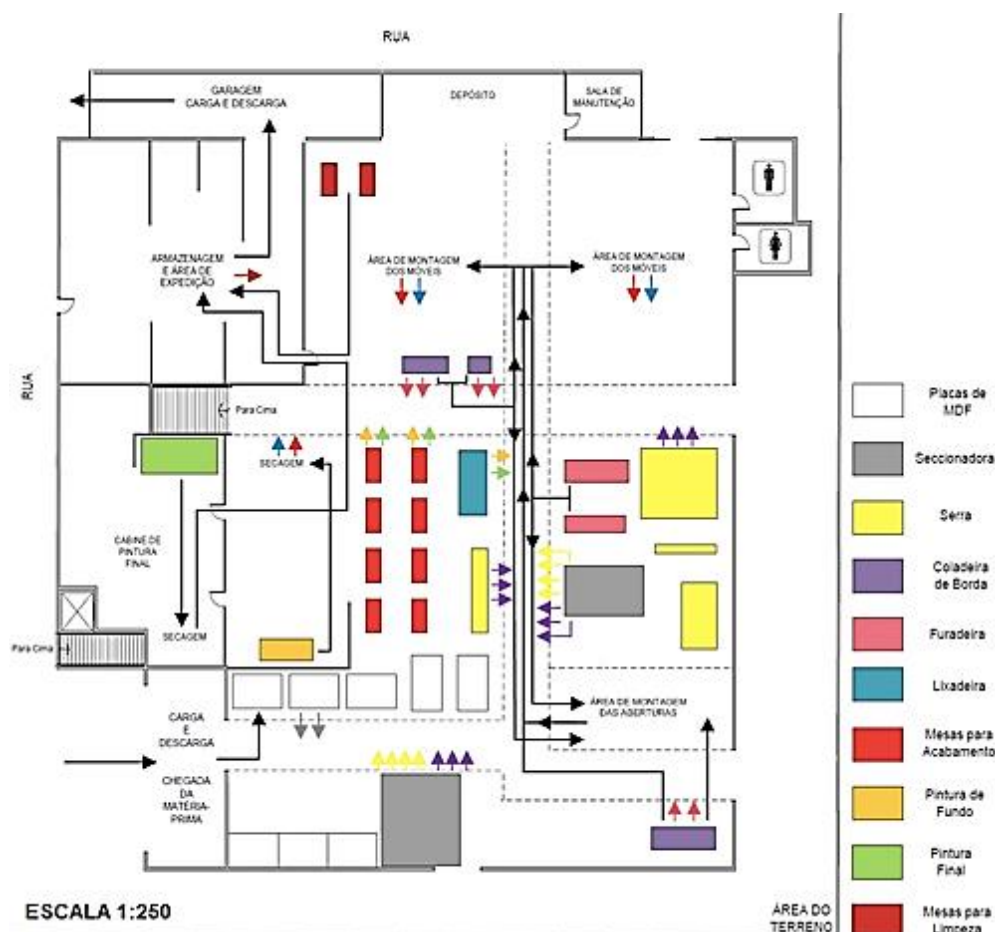 RUA
GARAGEM
CARGA E DESCARGA
DEPÓSITO
SALA DE
MANUTENÇÃO
ARMAZENAGEM
E ÁREA DE
EXPEDIÇÃO
ÁREA DE MONTAGEM
DOS MÓVEIS
ÁREA DE MONTAGEM
DOS MÓVEIS
RUA
Para Cima
SECAGEM
CABINE DE
PINTURA
FINAL
SECAGEM
Para Cima
CARGA
E
DESCARGA
CHEGADA
DA
MATÉRIA-
PRIMA
ÁREA DE MONTAGEM
DAS ABERTURAS
Placas de
MDF
Seccionadora
Serra
Coladeira
de Borda
Furadeira
Lixadeira
Mesas para
Acabamento
Pintura de
Fundo
Pintura
Final
Mesas para
Limpeza
ESCALA 1:250
ÁREA DO
TERRENO